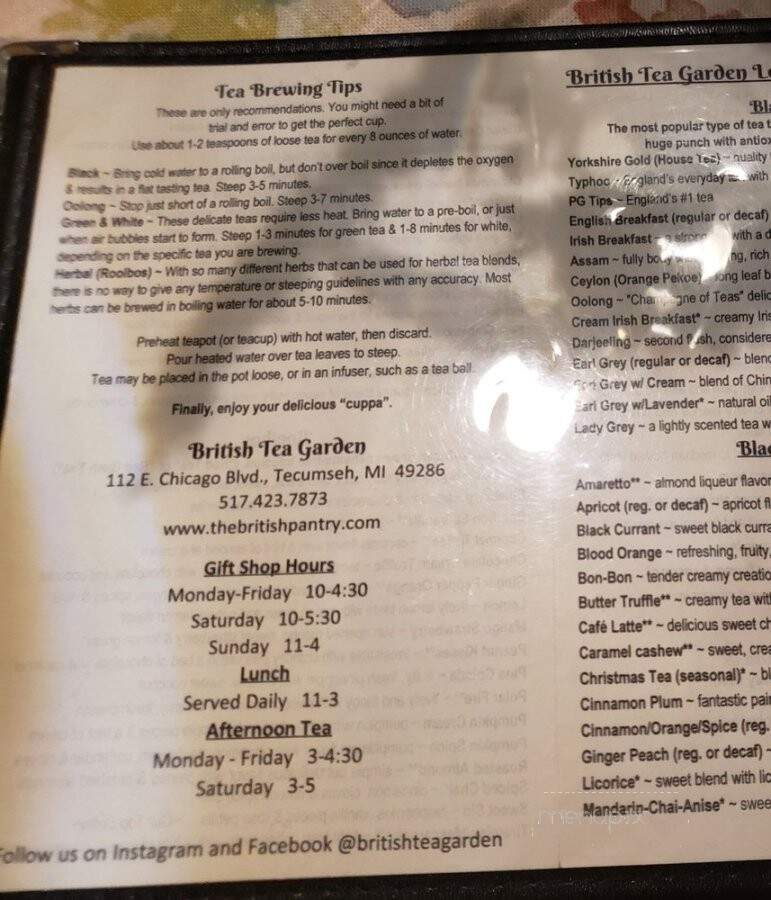 Tea Brewing Tips
These are only recommendations. You might need a bit of
trial and error to get the perfect cup.
Use about 1-2 teaspoons of loose tea for every 8 ounces of water.
Black ~ Bring cold water to a rolling boil, but don't over boil since it depletes the oxygen
& results in a flat tasting tea. Steep 3-5 minutes.
Oolong ~ Stop just short of a rolling boil. Steep 3-7 minutes.
Green & White ~ These delicate teas require less heat. Bring water to a pre-boil, or just
when air bubbles start to form. Steep 1-3 minutes for green tea & 1-8 minutes for white,
depending on the specific tea you are brewing.
Herbal (Rooibos) ~ With so many different herbs that can be used for herbal tea blends,
there is no way to give any temperature or steeping guidelines with any accuracy. Most
herbs can be brewed in boiling water for about 5-10 minutes.
Preheat teapot (or teacup) with hot water, then discard.
Pour heated water over tea leaves to steep.
Tea may be placed in the pot loose, or in an infuser, such as a tea ball.
Finally, enjoy your delicious "cuppa".
British Tea Garden
112 E. Chicago Blvd., Tecumseh, MI 49286
517.423.7873
www.thebritishpantry.com
Gift Shop Hours
Monday-Friday 10-4:30
Saturday 10-5:30
Sunday 11-4
Lunch
Served Daily 11-3
Afternoon Tea
Monday - Friday 3-4:30
Saturday 3-5
Follow us on Instagram and Facebook @britishteagarden
British Tea Garden Lo
Bla
The most popular type of tea t
huge punch with antiox
Yorkshire Gold (House Tea) ~ quality
Typhoo ~ England's everyday with
PG Tips ~ England's #1 tea
English Breakfast (regular or decaf)
Irish Breakfast ~ a strong with a d
Assam ~ fully body rich
Ceylon (Orange Pekoe) long leaf b
Oolong ~ "Champagne of Teas" delic
Cream Irish Breakfast* ~ creamy Iris
Darjeeling ~ second flush, considere
Earl Grey (regular or decaf) ~ blend
Earl Grey w/ Cream ~ blend of Chin
Earl Grey w/Lavender* ~ natural oil
Lady Grey ~ a lightly scented tea w
Blac
Amaretto** ~ almond liqueur flavor
Apricot (reg. or decaf) ~ apricot fl
Black Currant ~ sweet black curra
Blood Orange ~ refreshing, fruity,
Bon-Bon ~ tender creamy creatio
Butter Truffle** ~ creamy tea wit
Café Latte** ~ delicious sweet ch
Caramel cashew** ~ sweet, crea
Christmas Tea (seasonal)* ~ bl
Cinnamon Plum ~ fantastic pair
Cinnamon/Orange/Spice (reg.
Ginger Peach (reg. or decaf) ~
Licorice* ~ sweet blend with lic
Mandarin-Chai-Anise* ~ swee
menupix